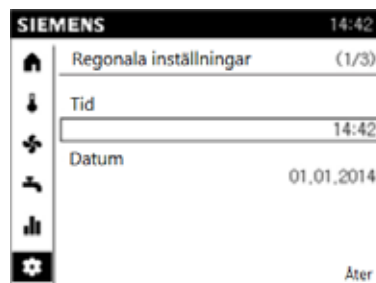 SIEMENS 14:42
Regonala inställningar (1/3)
Tid
14:42
Datum
01.01.2014
Åter